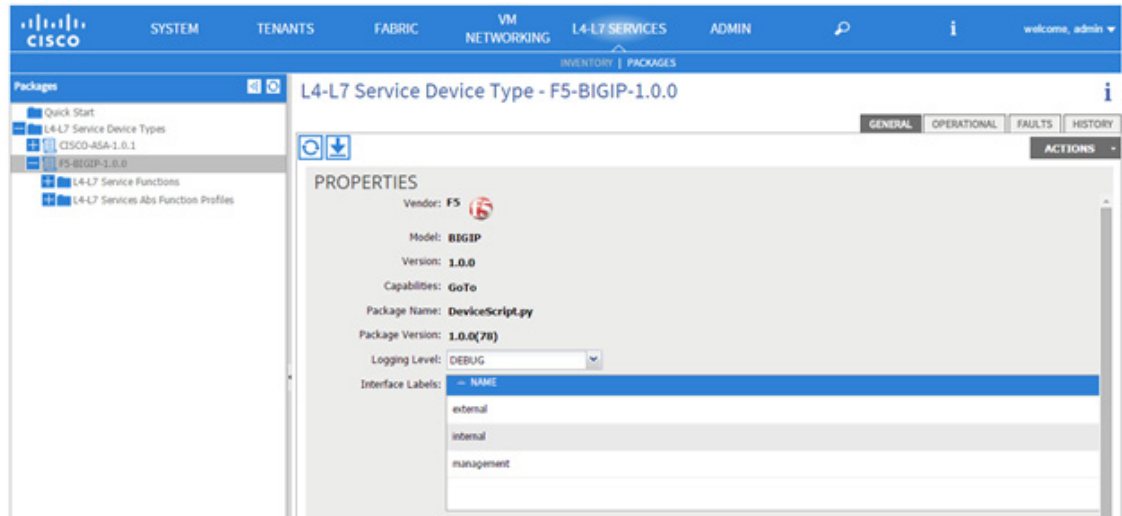 CISCO
SYSTEM
TENANTS
FABRIC
VM
NETWORKING
L4-L7 SERVICES
ADMIN
i
welcome, admin
INVENTORY | PACKAGES
Packages
Quick Start
L4-L7 Service Device Types
CISCO-ASA-1.0.1
F5-BIGIP-1.0.0
L4-L7 Service Functions
L4-L7 Services Abs Function Profiles
L4-L7 Service Device Type - F5-BIGIP-1.0.0
i
GENERAL
OPERATIONAL
FAULTS
HISTORY
ACTIONS
PROPERTIES
Vendor: F5 f5
Model: BIGIP
Version: 1.0.0
Capabilities: GoTo
Package Name: DeviceScript.py
Package Version: 1.0.0(78)
Logging Level: DEBUG
Interface Labels:
NAME
external
internal
management